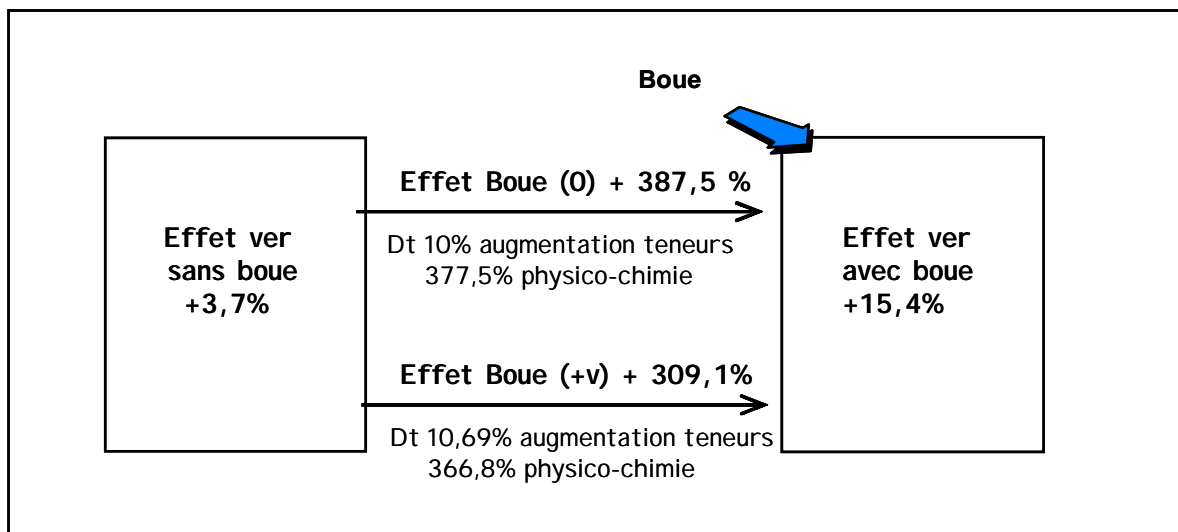 Boue
Effet Boue (0) + 387,5 %
Dt 10% augmentation teneurs
377,5% physico-chimie
Effet ver
sans boue
+3,7%
Effet ver
avec boue
+15,4%
Effet Boue (+v) + 309,1%
Dt 10,69% augmentation teneurs
366,8% physico-chimie